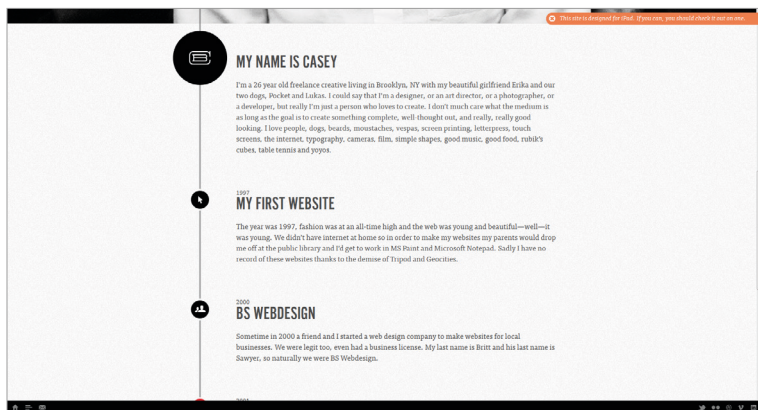 This site is designed for iPad. If you can, you should check it out on one.
MY NAME IS CASEY
I'm a 26 year old freelance creative living in Brooklyn, NY with my beautiful girlfriend Erika and our
two dogs, Pocket and Lukas. I could say that I'm a designer, or an art director, or a photographer, or
a developer, but really I'm just a person who loves to create. I don't much care what the medium is
as long as the goal is to create something complete, well-thought out, and really, really good
looking. I love people, dogs, beards, moustaches, vespas, screen printing, letterpress, touch
screens, the internet, typography, cameras, film, simple shapes, good music, good food, rubik's
cubes, table tennis and yoyos.
1997
MY FIRST WEBSITE
The year was 1997, fashion was at an all-time high and the web was young and beautiful—well—it
was young. We didn't have internet at home so in order to make my websites my parents would drop
me off at the public library and I'd get to work in MS Paint and Microsoft Notepad. Sadly I have no
record of these websites thanks to the demise of Tripod and Geocities.
2000
BS WEBDESIGN
Sometime in 2000 a friend and I started a web design company to make websites for local
businesses. We were legit too, even had a business license. My last name is Britt and his last name is
Sawyer, so naturally we were BS Webdesign.